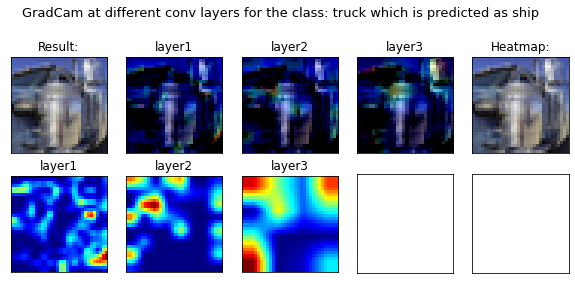 GradCam at different conv layers for the class: truck which is predicted as ship
Result:
layer1
layer2
layer3
Heatmap:
layer1
layer2
layer3